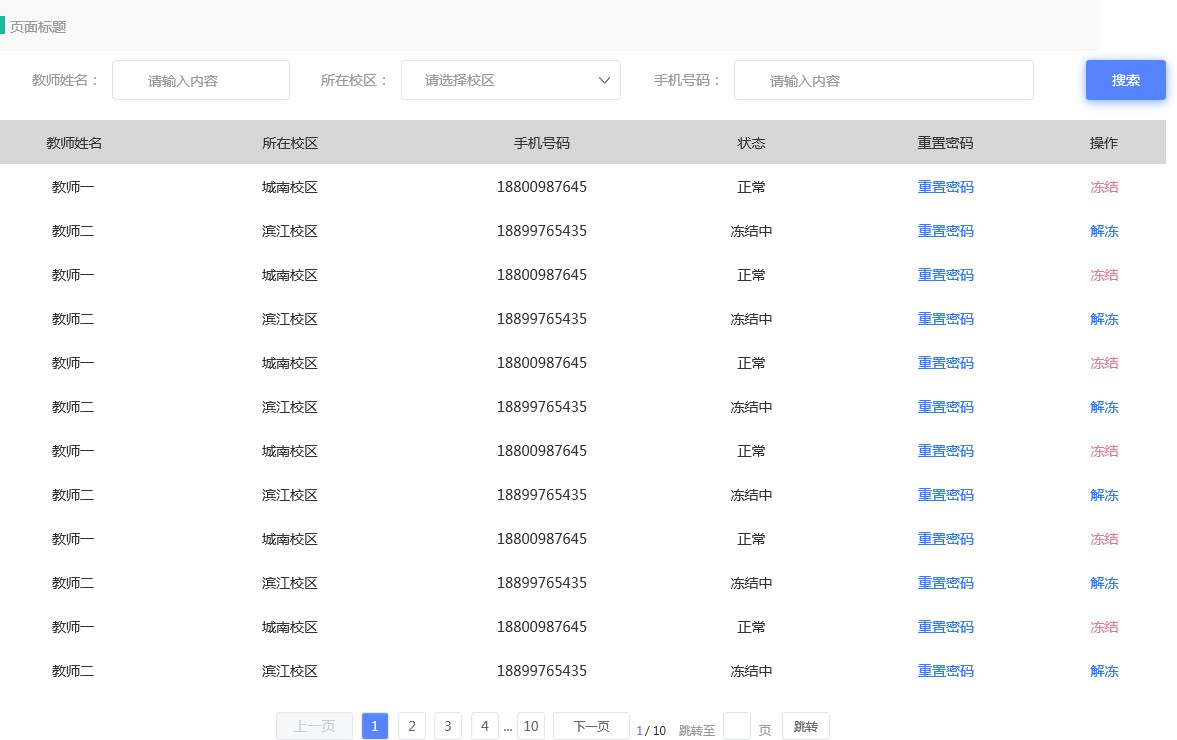 页面标题
教师姓名： 请输入内容 所在校区： 请选择校区 手机号码： 请输入内容 搜索
教师姓名 所在校区 手机号码 状态 重置密码 操作
教师一 城南校区 18800987645 正常 重置密码 冻结
教师二 滨江校区 18899765435 冻结中 重置密码 解冻
教师一 城南校区 18800987645 正常 重置密码 冻结
教师二 滨江校区 18899765435 冻结中 重置密码 解冻
教师一 城南校区 18800987645 正常 重置密码 冻结
教师二 滨江校区 18899765435 冻结中 重置密码 解冻
教师一 城南校区 18800987645 正常 重置密码 冻结
教师二 滨江校区 18899765435 冻结中 重置密码 解冻
教师一 城南校区 18800987645 正常 重置密码 冻结
教师二 滨江校区 18899765435 冻结中 重置密码 解冻
教师一 城南校区 18800987645 正常 重置密码 冻结
教师二 滨江校区 18899765435 冻结中 重置密码 解冻
上一页 1 2 3 4 ... 10 下一页 1/10 跳转至 页 跳转